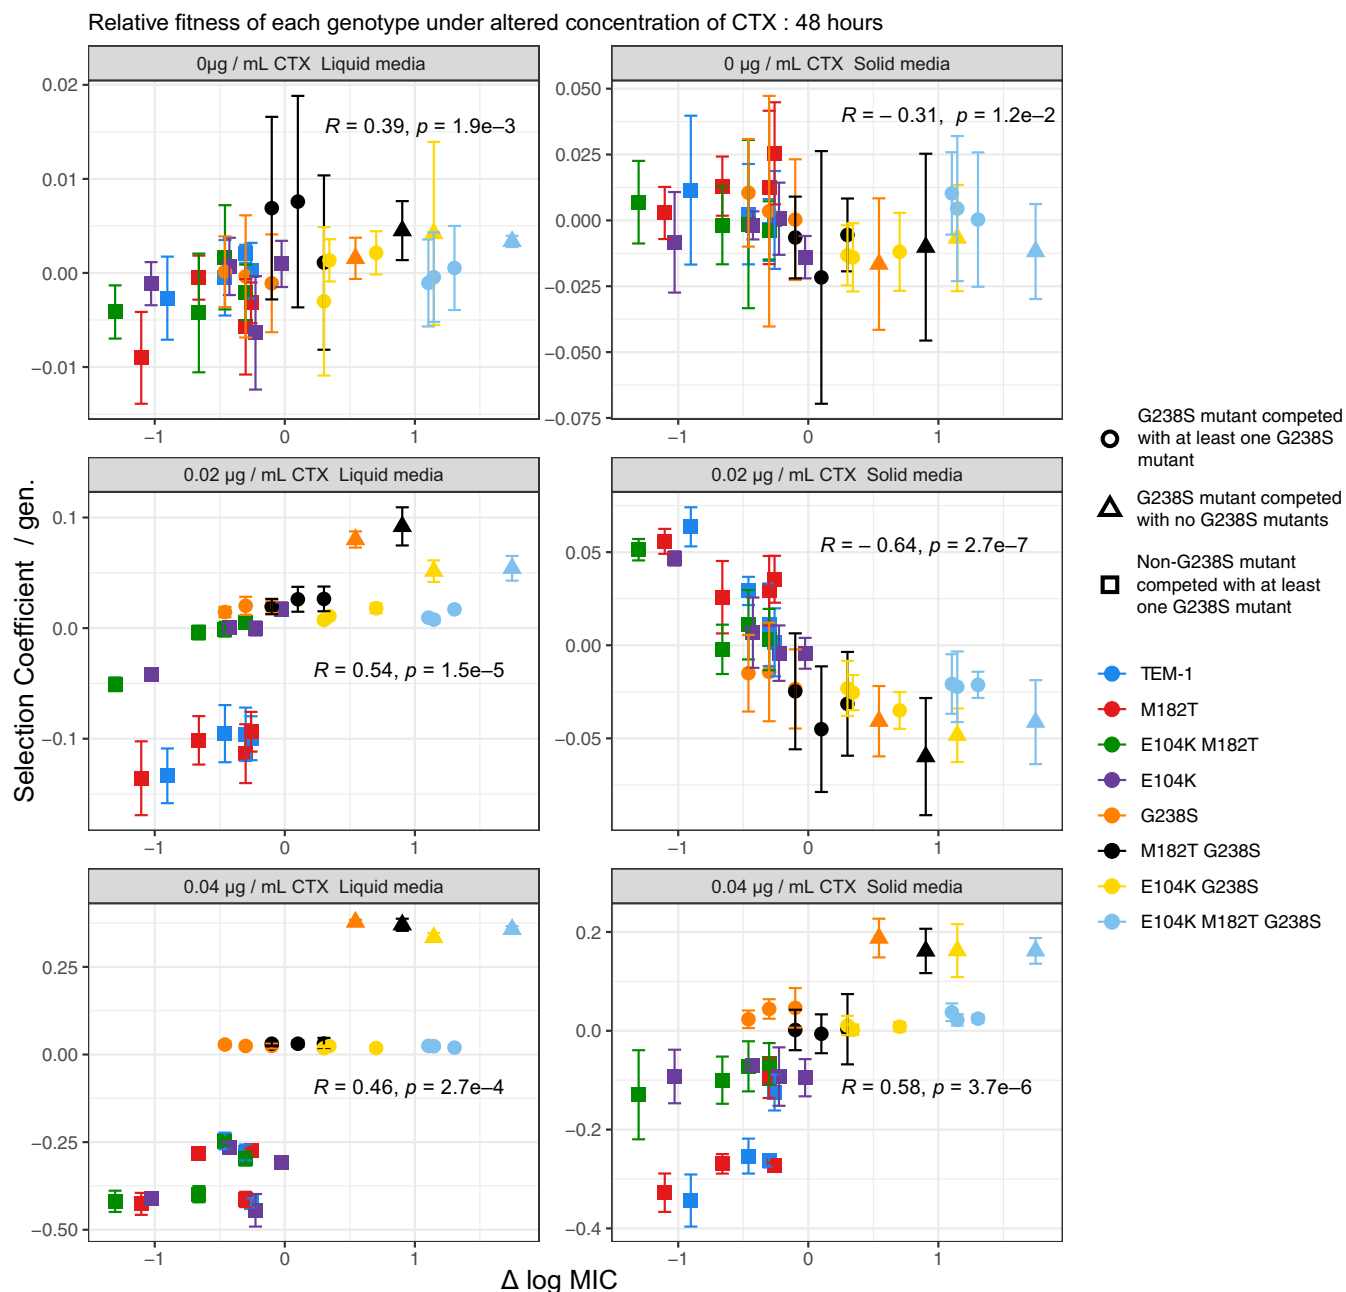 Relative fitness of each genotype under altered concentration of CTX : 48 hours
0µg / mL CTX  Liquid media
0.02
0.01
0.00
−0.01
R = 0.39, p = 1.9e−3
−1
0
1
0 µg / mL CTX  Solid media
0.050
0.025
0.000
−0.025
−0.050
−0.075
R = − 0.31,  p = 1.2e−2
−1
0
1
0.02 µg / mL CTX  Liquid media
0.1
0.0
−0.1
R = 0.54, p = 1.5e−5
−1
0
1
0.02 µg / mL CTX  Solid media
0.05
0.00
−0.05
R = − 0.64, p = 2.7e−7
−1
0
1
0.04 µg / mL CTX  Liquid media
0.25
0.00
−0.25
−0.50
R = 0.46, p = 2.7e−4
−1
0
1
0.04 µg / mL CTX  Solid media
0.2
0.0
−0.2
−0.4
R = 0.58, p = 3.7e−6
−1
0
1
Selection Coefficient / gen.
Δ log MIC
G238S mutant competed
with at least one G238S
mutant
G238S mutant competed
with no G238S mutants
Non-G238S mutant
competed with at least
one G238S mutant
TEM-1
M182T
E104K M182T
E104K
G238S
M182T G238S
E104K G238S
E104K M182T G238S